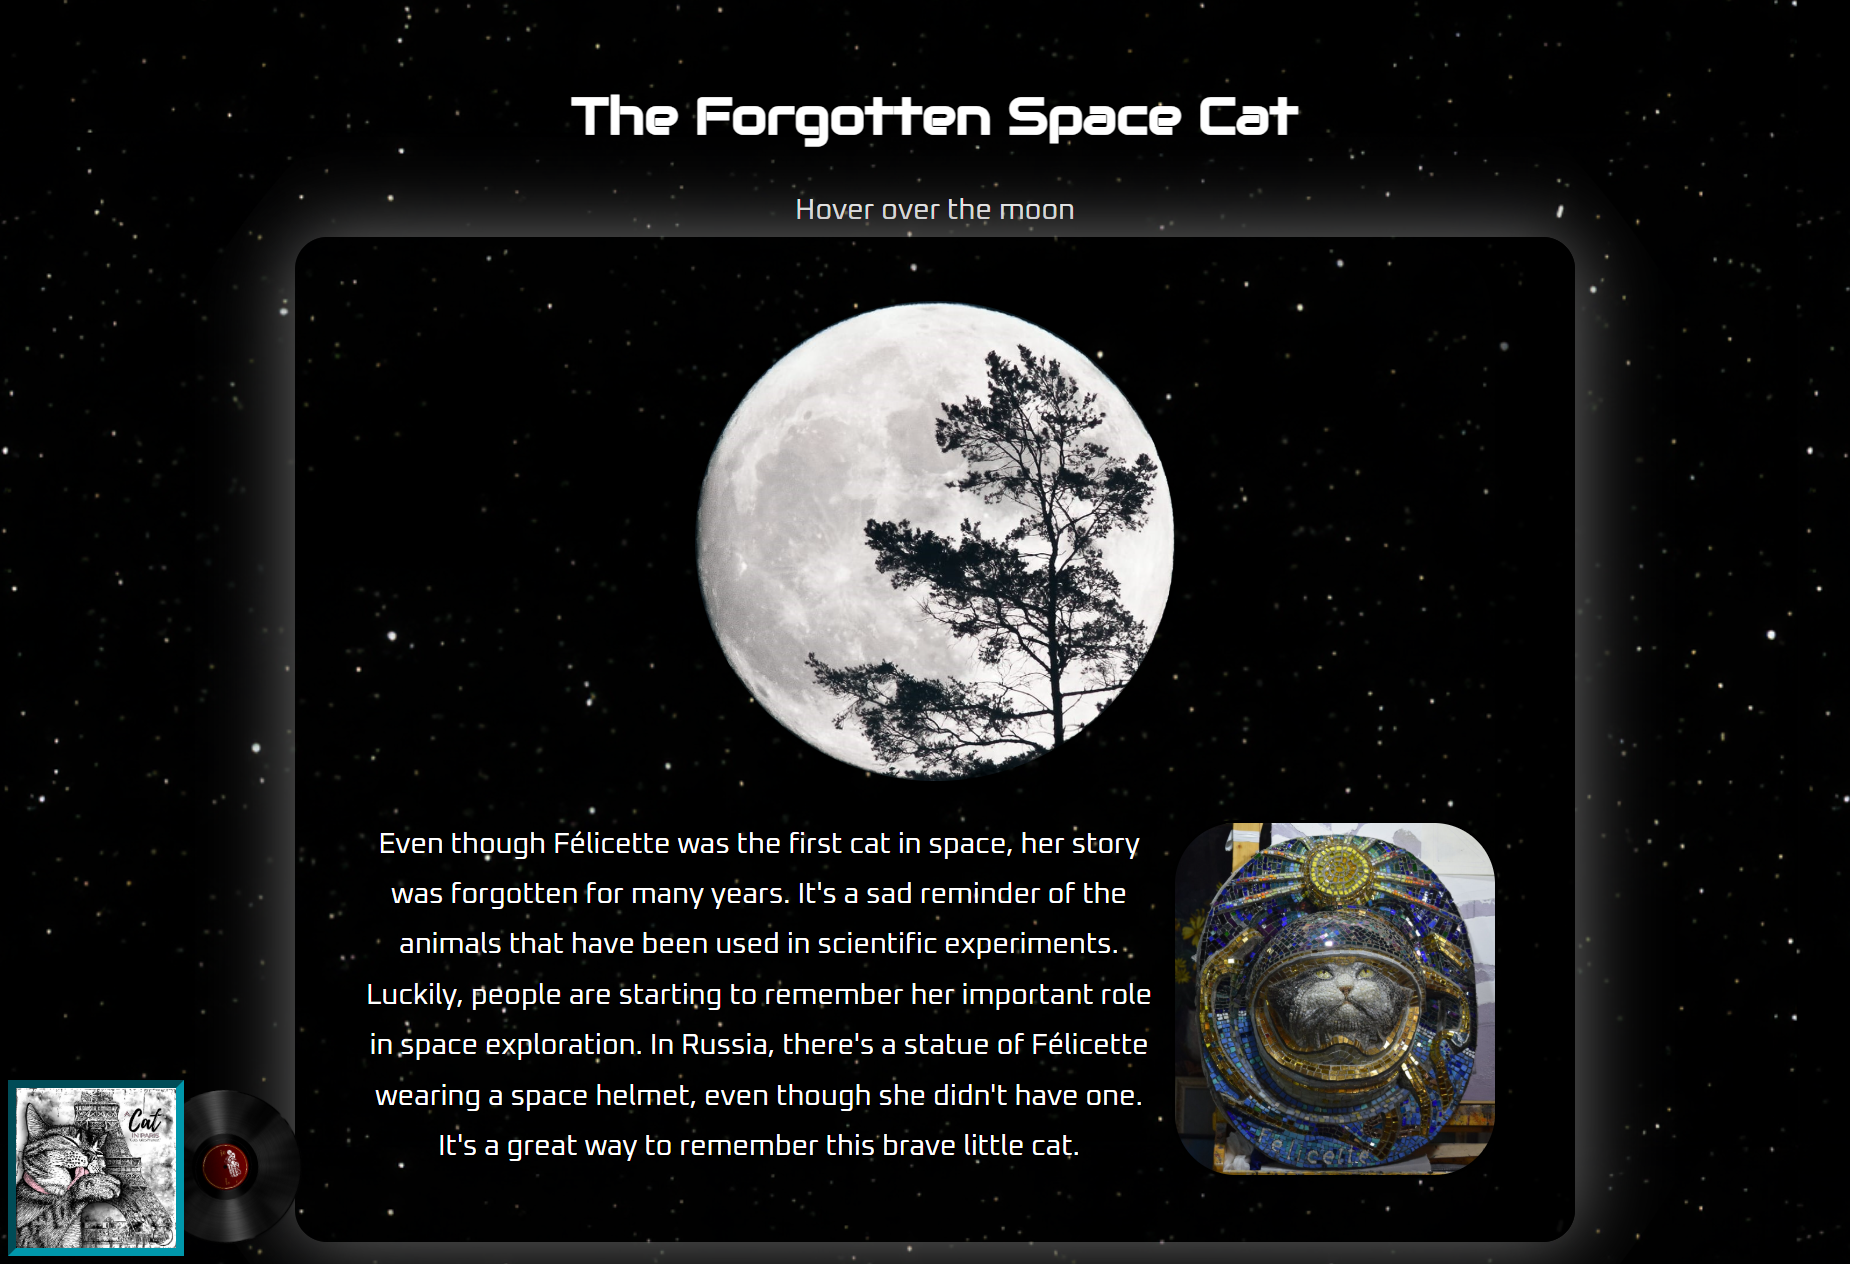 The Forgotten Space Cat
Hover over the moon
Even though Félicette was the first cat in space, her story
was forgotten for many years. It's a sad reminder of the
animals that have been used in scientific experiments.
Luckily, people are starting to remember her important role
in space exploration. In Russia, there's a statue of Félicette
wearing a space helmet, even though she didn't have one.
It's a great way to remember this brave little cat.
Felicette
Cat
IN PARIS